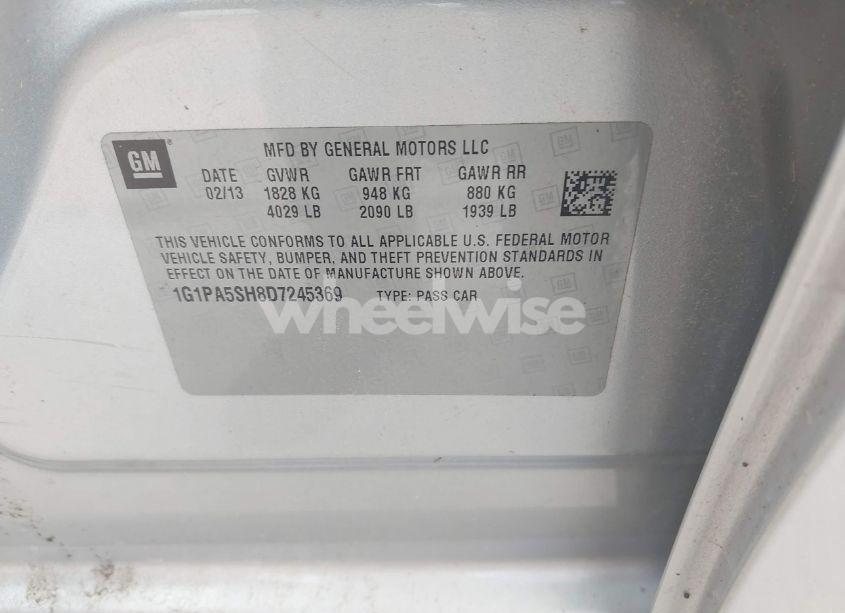 GM
MFD BY GENERAL MOTORS LLC
DATE GVWR GAWR FRT GAWR RR
02/13 1828 KG 948 KG 880 KG
4029 LB 2090 LB 1939 LB
THIS VEHICLE CONFORMS TO ALL APPLICABLE U.S. FEDERAL MOTOR
VEHICLE SAFETY, BUMPER, AND THEFT PREVENTION STANDARDS IN
EFFECT ON THE DATE OF MANUFACTURE SHOWN ABOVE.
1G1PA5SH8D7245369 TYPE: PASS CAR
wheelwise